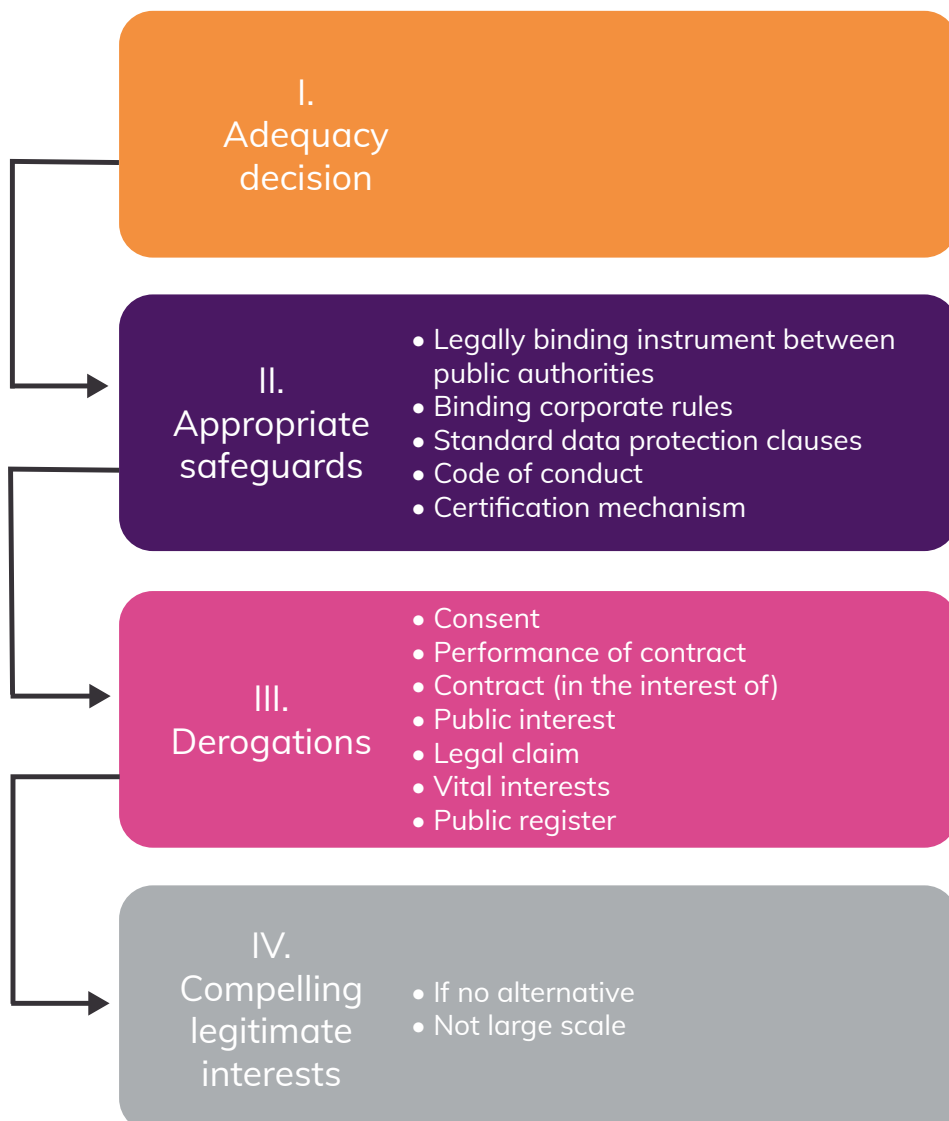 I.
Adequacy
decision
II.
Appropriate
safeguards
• Legally binding instrument between
public authorities
• Binding corporate rules
• Standard data protection clauses
• Code of conduct
• Certification mechanism
III.
Derogations
• Consent
• Performance of contract
• Contract (in the interest of)
• Public interest
• Legal claim
• Vital interests
• Public register
IV.
Compelling
legitimate
interests
• If no alternative
• Not large scale